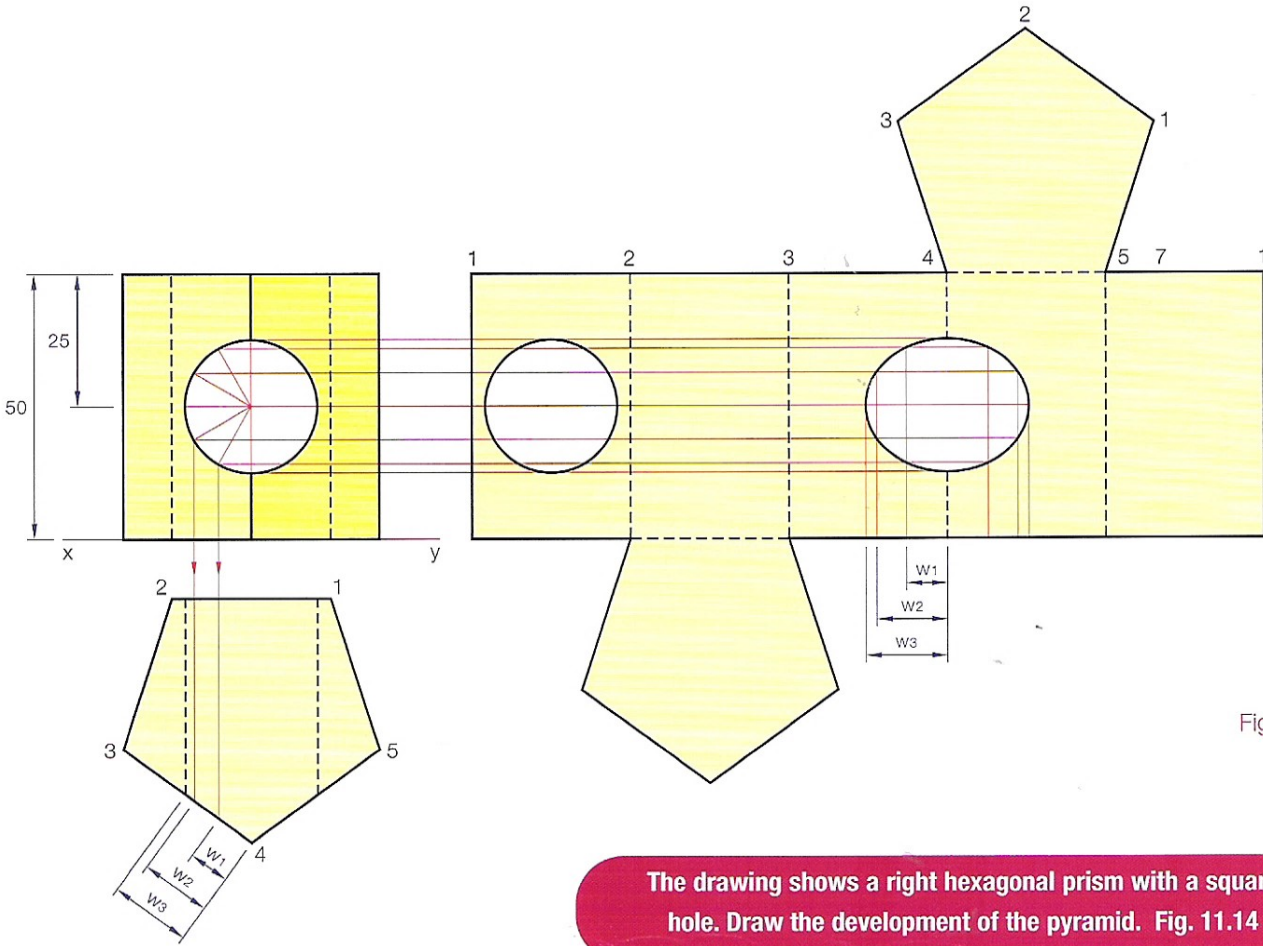 2
3
1
1
2
3
4
5
7
1
25
50
x
y
2
1
W1
W2
W3
3
5
4
W1
W2
W3
Fig
The drawing shows a right hexagonal prism with a squar
hole. Draw the development of the pyramid. Fig. 11.14